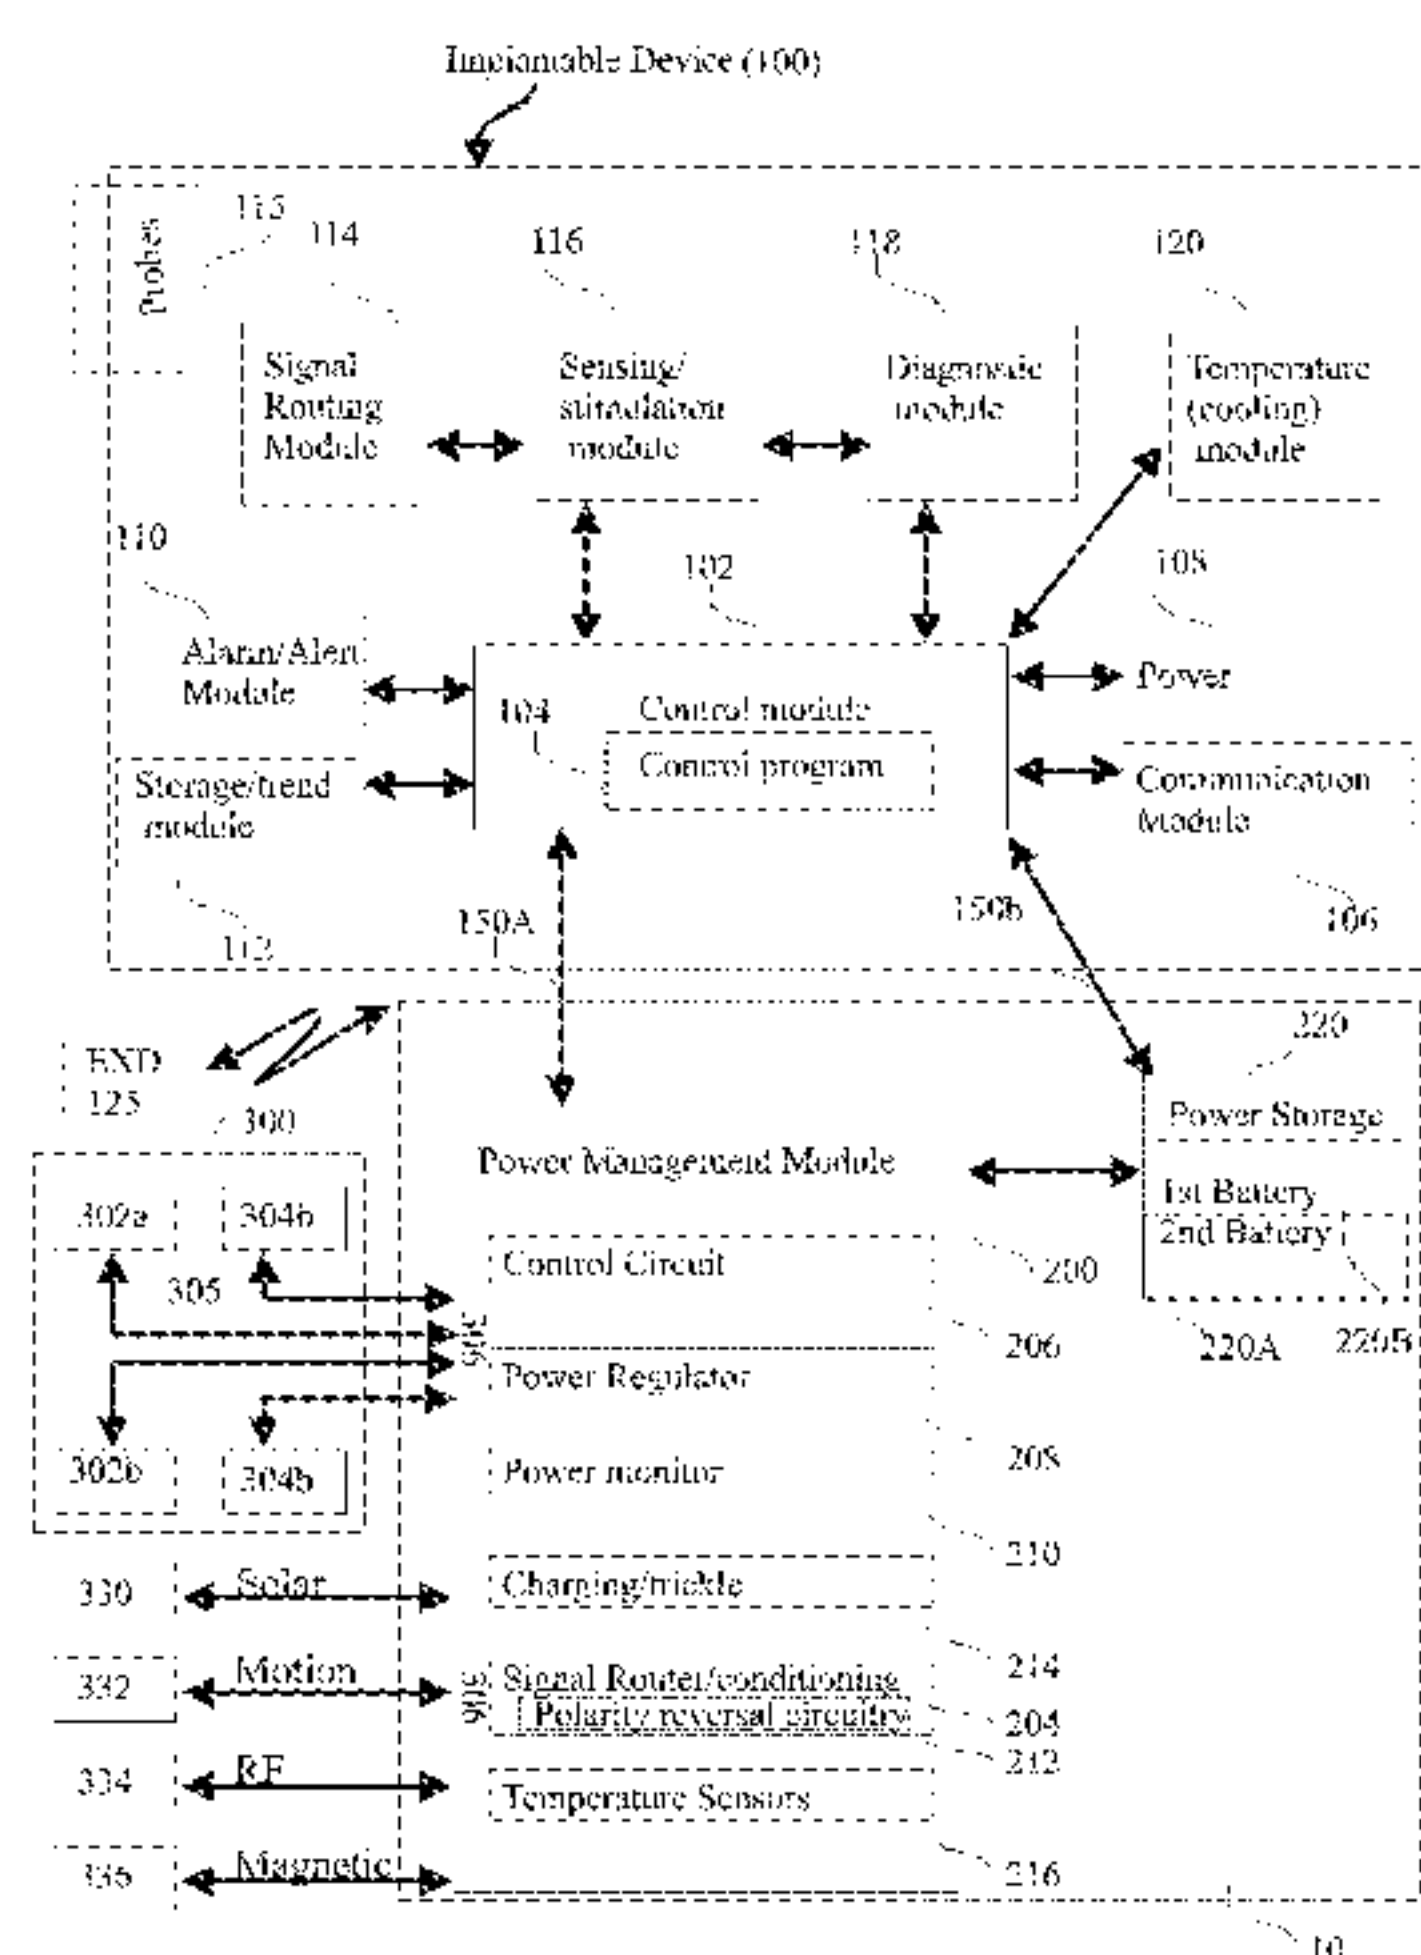 Implantable Device (100)
Probes
115
114
116
118
120
Signal
Routing
Module
Sensing/
stimulation
module
Diagnostic
module
Temperature
(cooling)
module
110
102
108
Alarm/Alert
Module
Power
104
Control module
Control program
Storage/trend
module
Communication
Module
112
150A
150b
106
END
125
220
300
Power Storage
Power Management Module
1st Battery
2nd Battery
302a
304b
305
Control Circuit
200
306
206
220A
220B
Power Regulator
302b
304b
Power monitor
208
210
330
Solar
Charging/trickle
214
332
Motion
306
Signal Router/conditioning
Polarity reversal circuitry
204
212
334
RF
Temperature Sensors
336
Magnetic
216
10